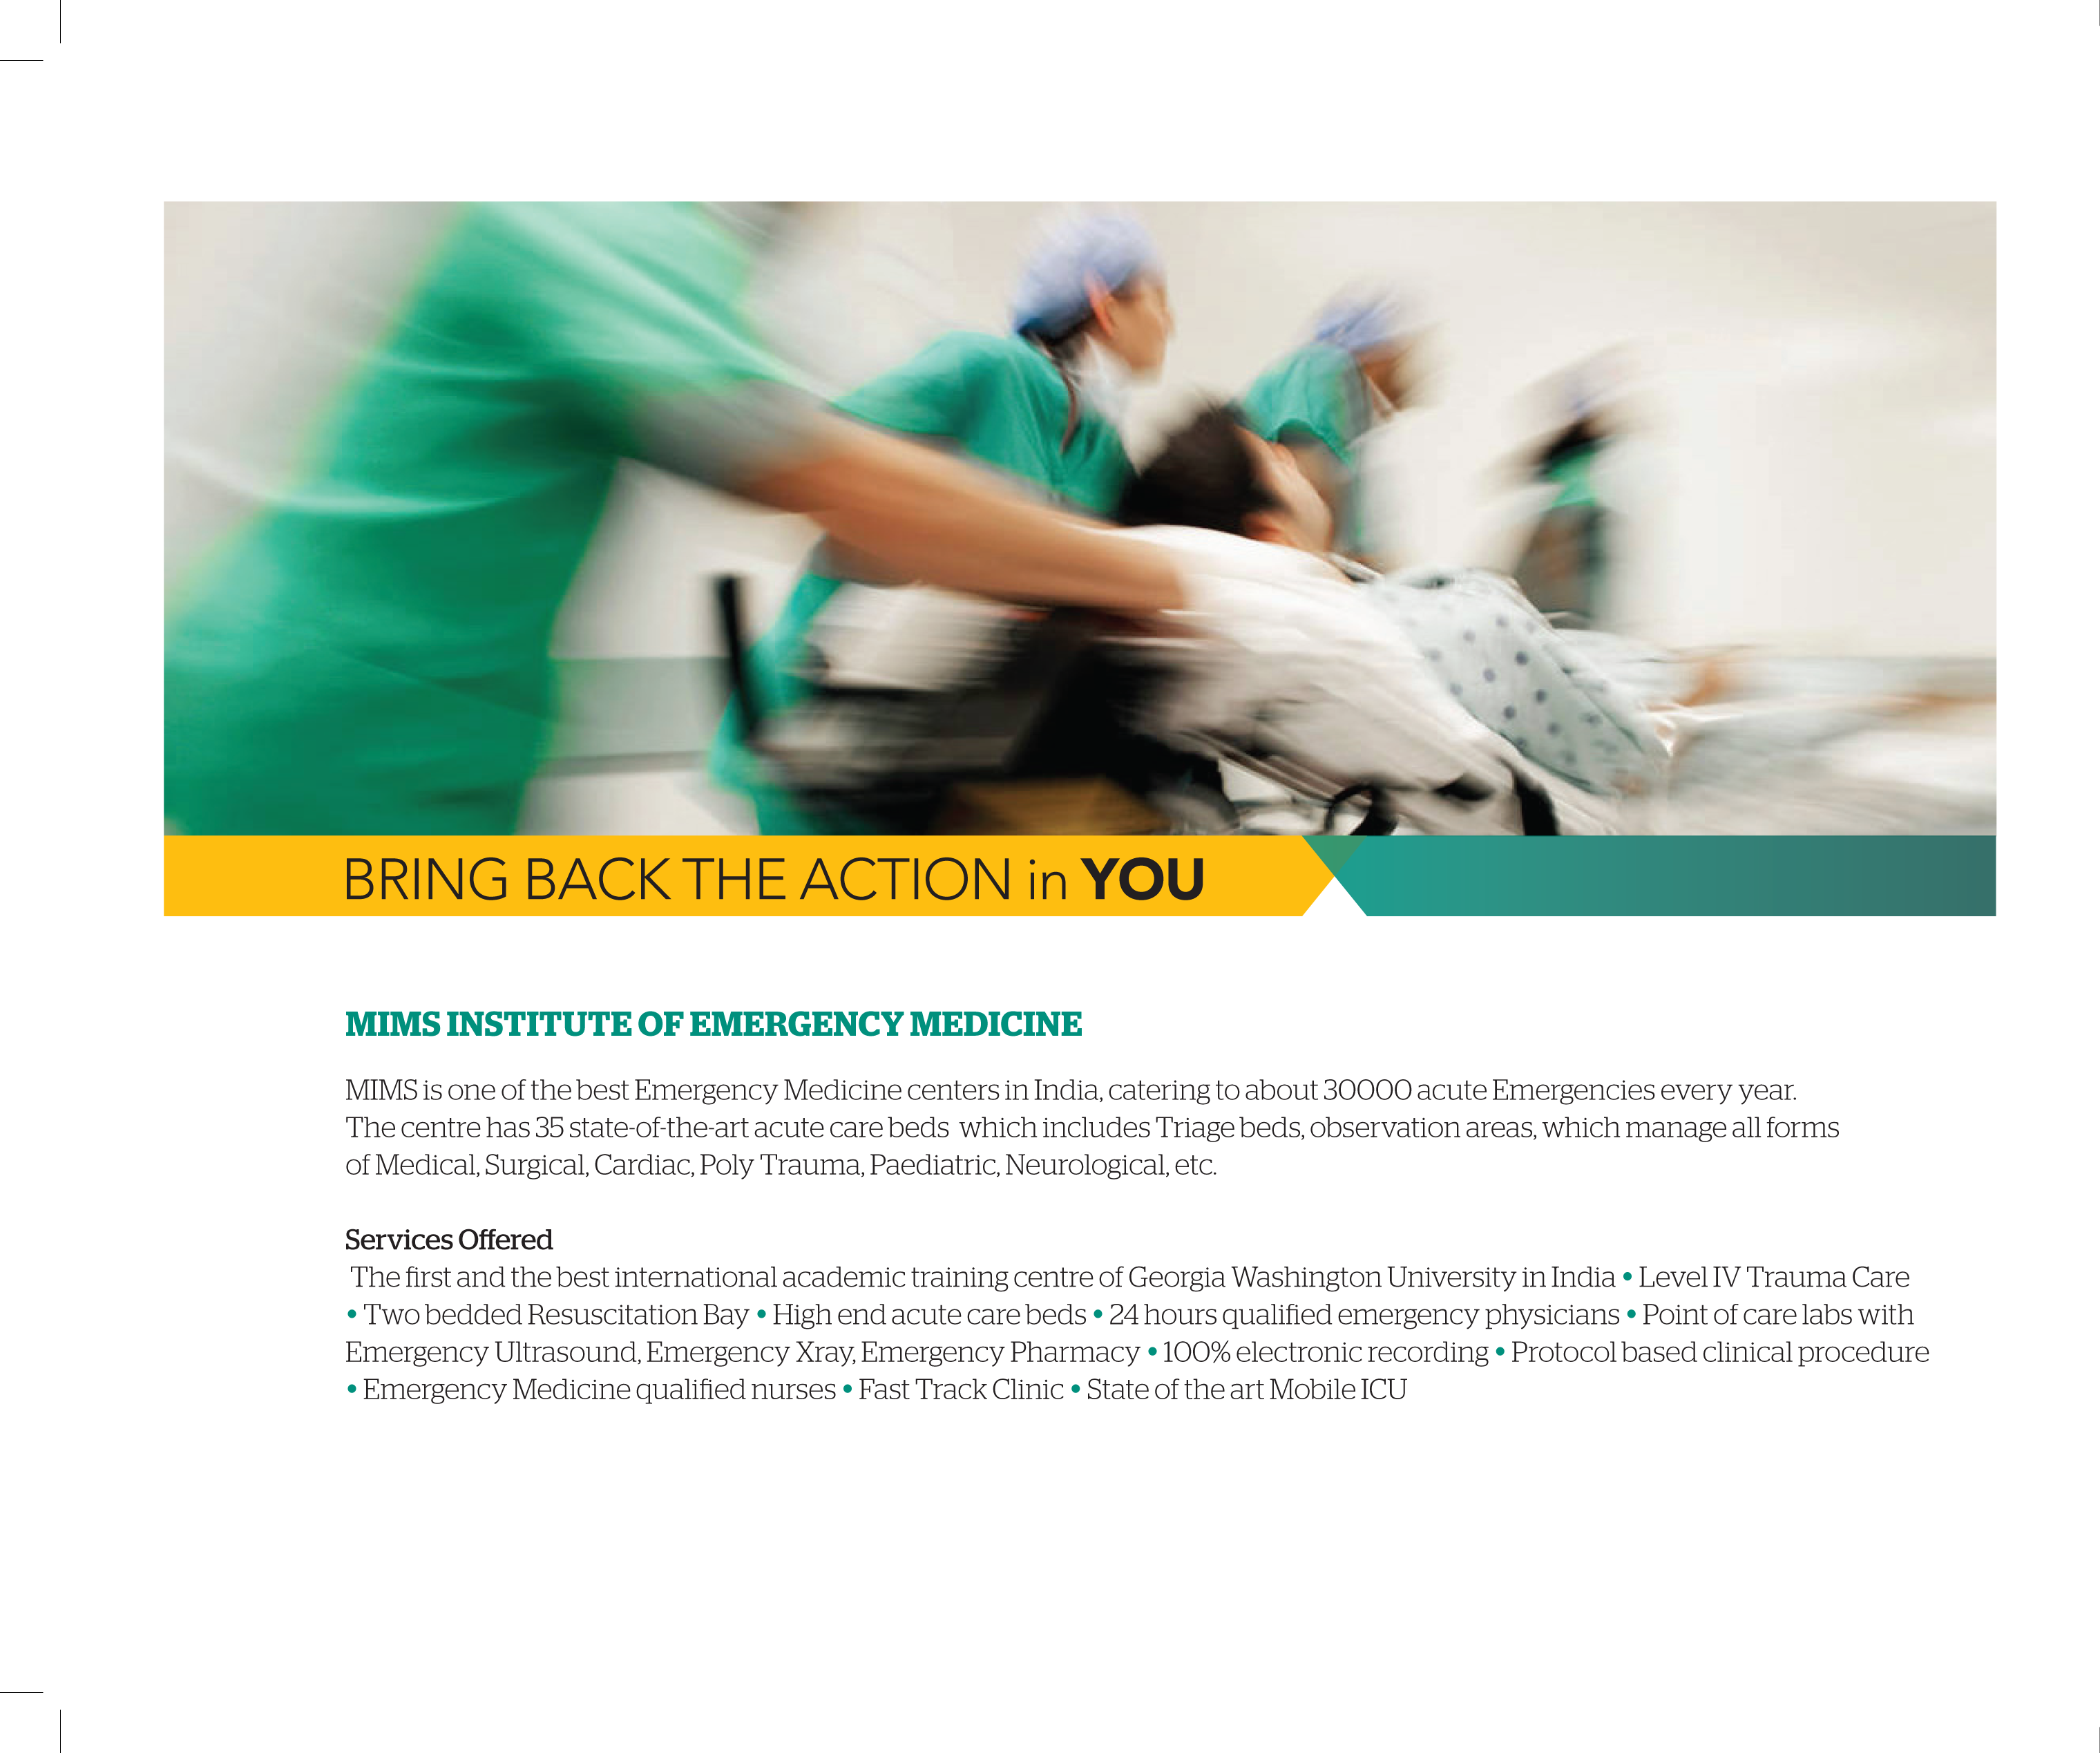 BRING BACK THE ACTION in YOU
MIMS INSTITUTE OF EMERGENCY MEDICINE
MIMS is one of the best Emergency Medicine centers in India, catering to about 30000 acute Emergencies every year.
The centre has 35 state-of-the-art acute care beds which includes Triage beds, observation areas, which manage all forms
of Medical, Surgical, Cardiac, Poly Trauma, Paediatric, Neurological, etc.
Services Offered
The first and the best international academic training centre of Georgia Washington University in India • Level IV Trauma Care
• Two bedded Resuscitation Bay • High end acute care beds • 24 hours qualified emergency physicians • Point of care labs with
Emergency Ultrasound, Emergency Xray, Emergency Pharmacy • 100% electronic recording • Protocol based clinical procedure
• Emergency Medicine qualified nurses • Fast Track Clinic • State of the art Mobile ICU